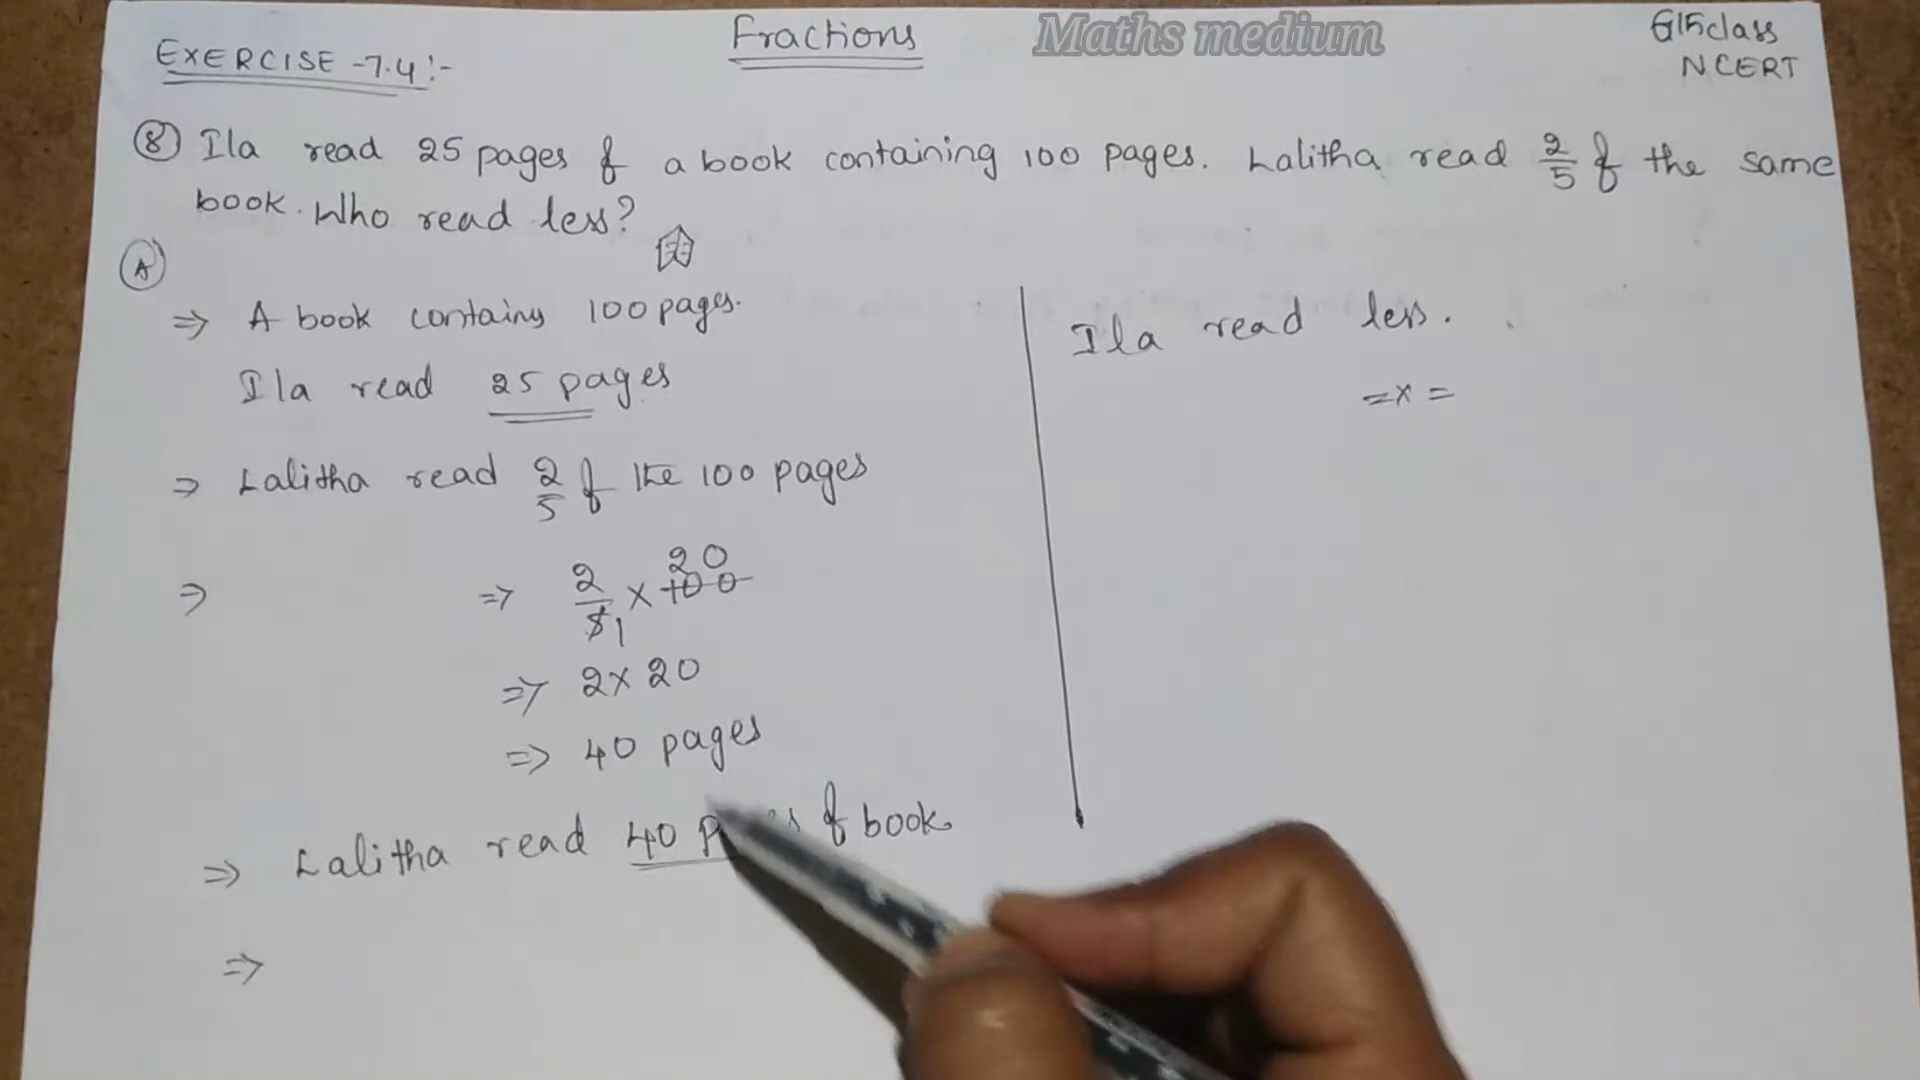 EXERCISE-7.4:-
Fractions
Maths medium
class
NCERT
⑧ Ila read 25 pages of a book containing 100 pages. Lalitha read 2/5 of the same
book. Who read less?
Ⓐ
⇒ A book contains 100 pages.
Ila read 25 pages
⇒ Lalitha read 2/5 of the 100 pages
⇒ ⇒ 2/5 1 × 100 20
⇒ 2×20
⇒ 40 pages
⇒ Lalitha read 40 of book.
⇒
Ila read less.
=x=